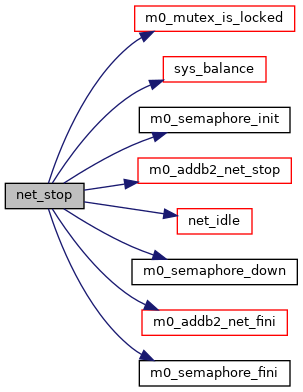 m0_mutex_is_locked
sys_balance
m0_semaphore_init
m0_addb2_net_stop
net_stop
net_idle
m0_semaphore_down
m0_addb2_net_fini
m0_semaphore_fini